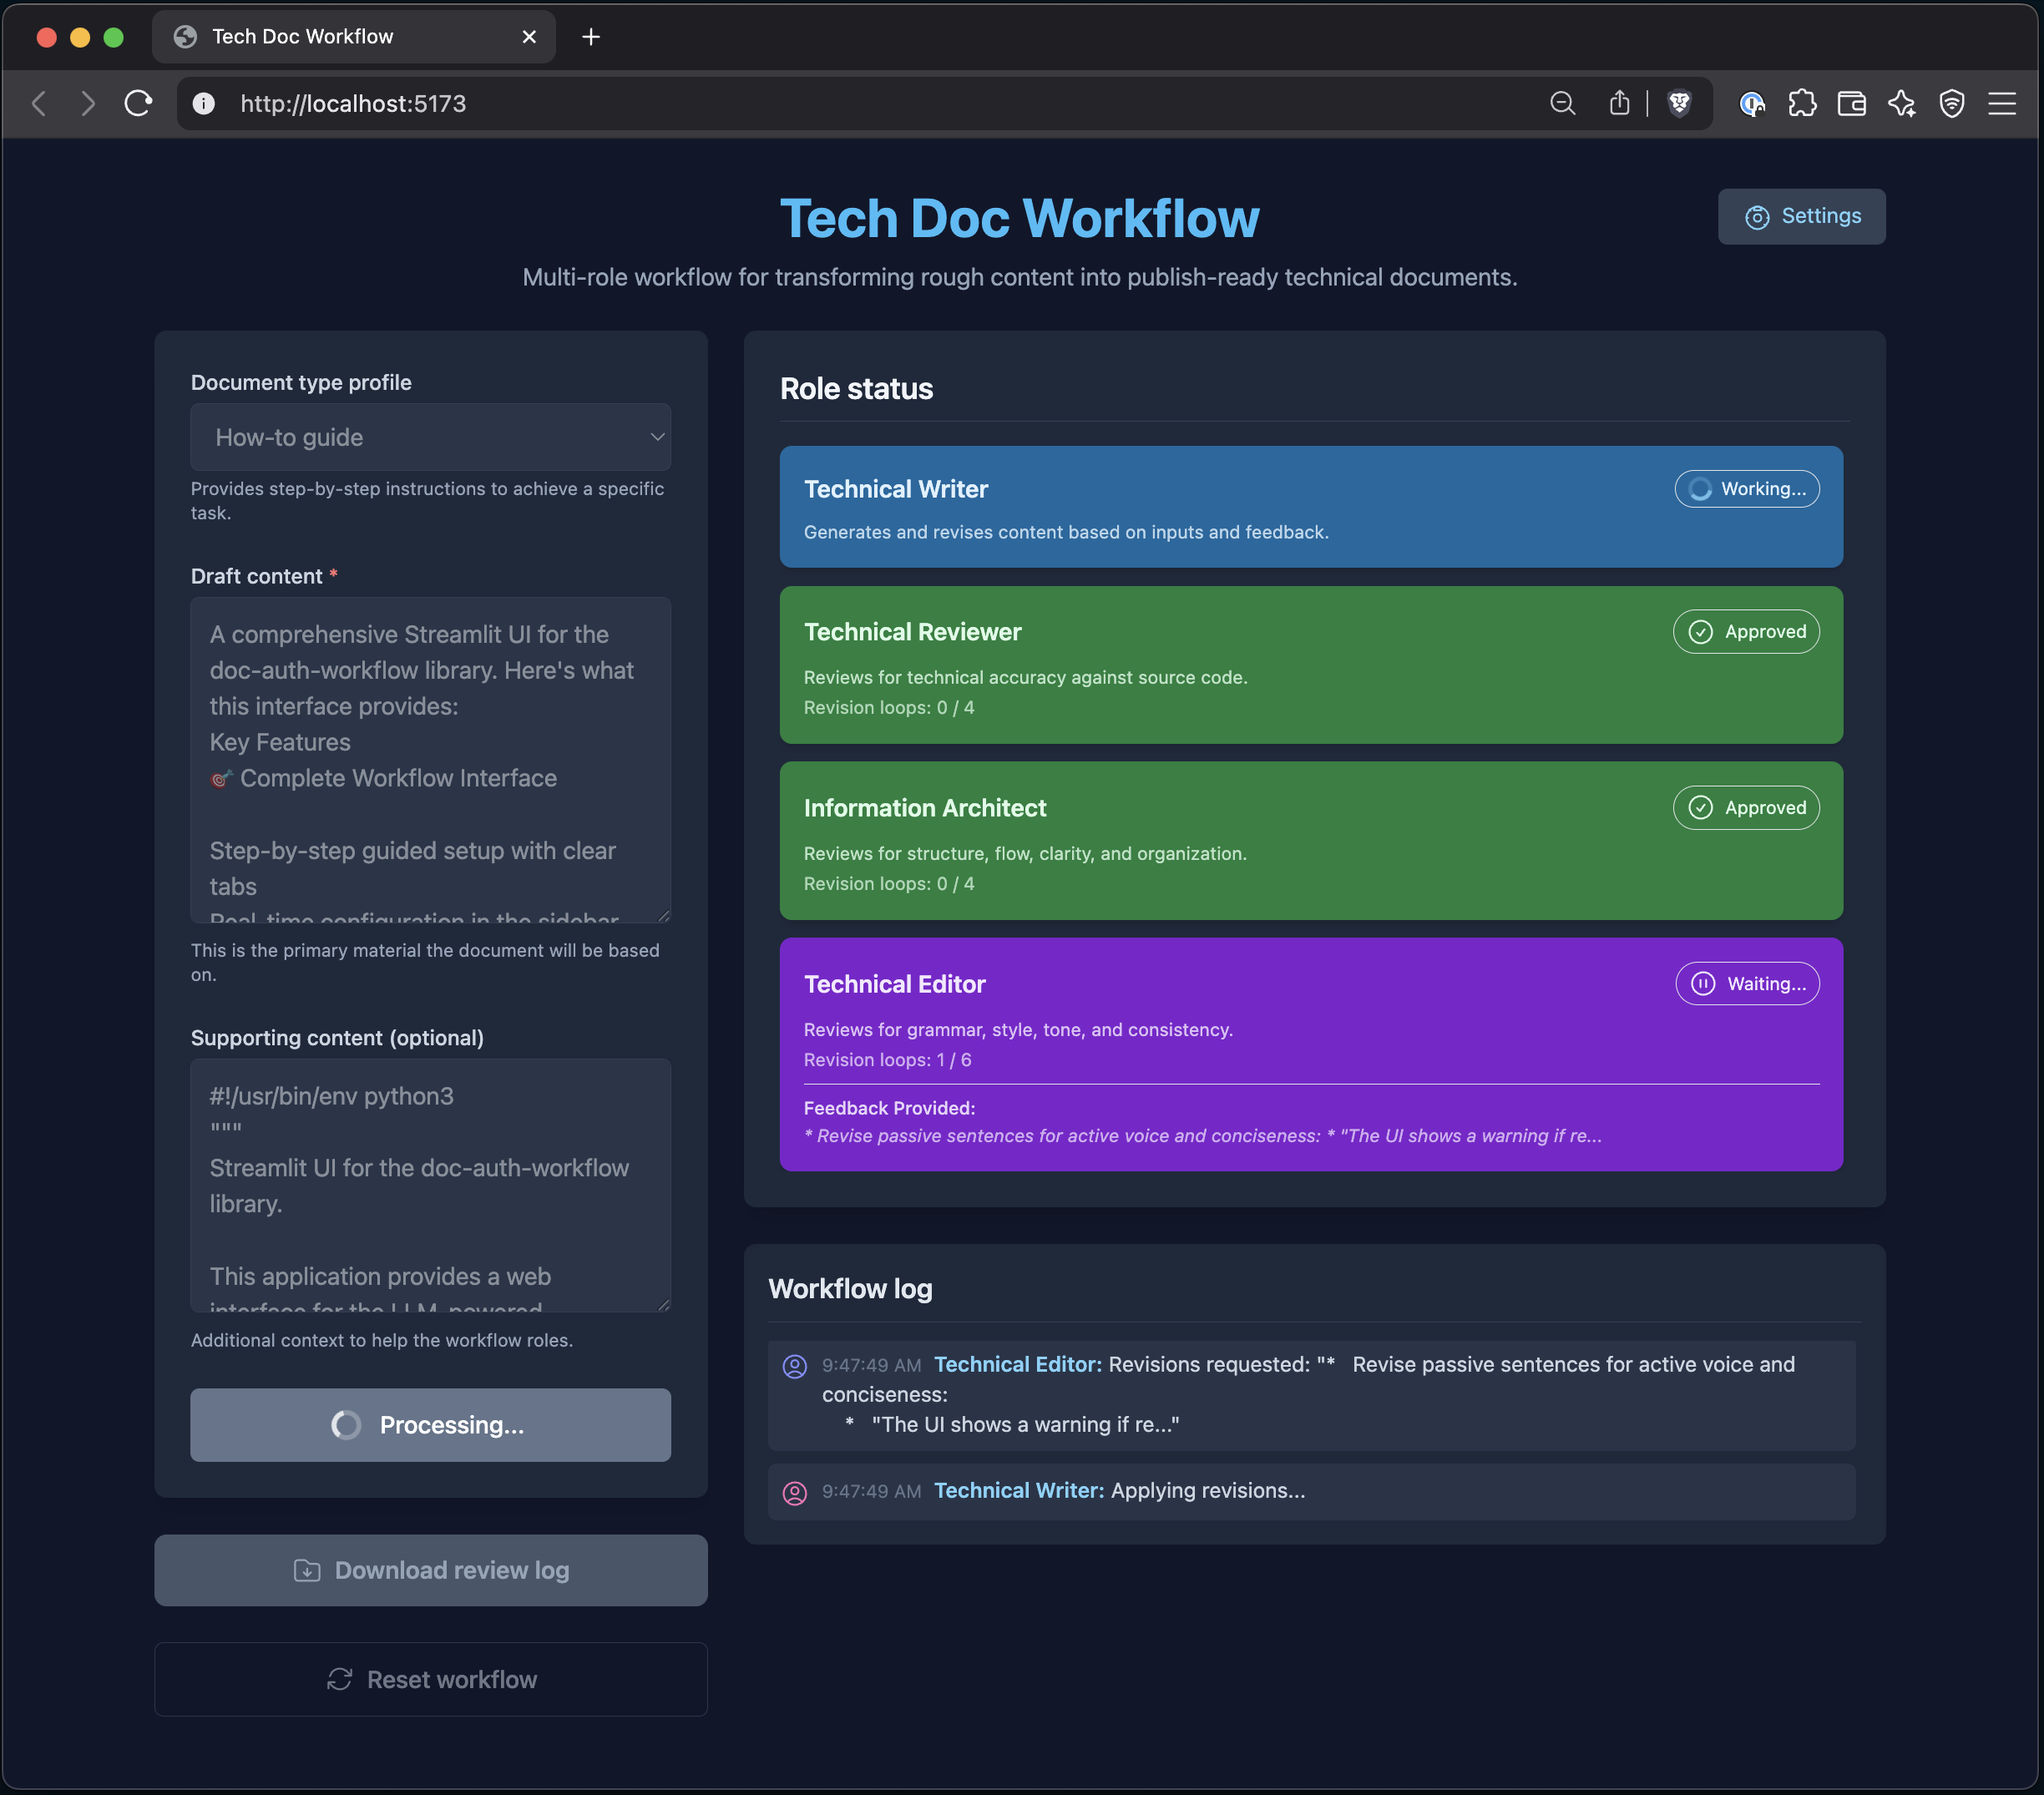 Tech Doc Workflow
http://localhost:5173
Tech Doc Workflow
Settings
Multi-role workflow for transforming rough content into publish-ready technical documents.
Document type profile
How-to guide
Provides step-by-step instructions to achieve a specific
task.
Draft content *
A comprehensive Streamlit UI for the
doc-auth-workflow library. Here's what
this interface provides:
Key Features
🎯 Complete Workflow Interface
Step-by-step guided setup with clear
tabs
Real-time configuration in the sidebar
This is the primary material the document will be based
on.
Supporting content (optional)
#!/usr/bin/env python3
"""
Streamlit UI for the doc-auth-workflow
library.
This application provides a web
interface for the LLM-powered
Additional context to help the workflow roles.
Processing...
Download review log
Reset workflow
Role status
Technical Writer
Working...
Generates and revises content based on inputs and feedback.
Technical Reviewer
Approved
Reviews for technical accuracy against source code.
Revision loops: 0 / 4
Information Architect
Approved
Reviews for structure, flow, clarity, and organization.
Revision loops: 0 / 4
Technical Editor
Waiting...
Reviews for grammar, style, tone, and consistency.
Revision loops: 1 / 6
Feedback Provided:
* Revise passive sentences for active voice and conciseness: * "The UI shows a warning if re...
Workflow log
9:47:49 AM Technical Editor: Revisions requested: "* Revise passive sentences for active voice and
conciseness:
* "The UI shows a warning if re..."
9:47:49 AM Technical Writer: Applying revisions...